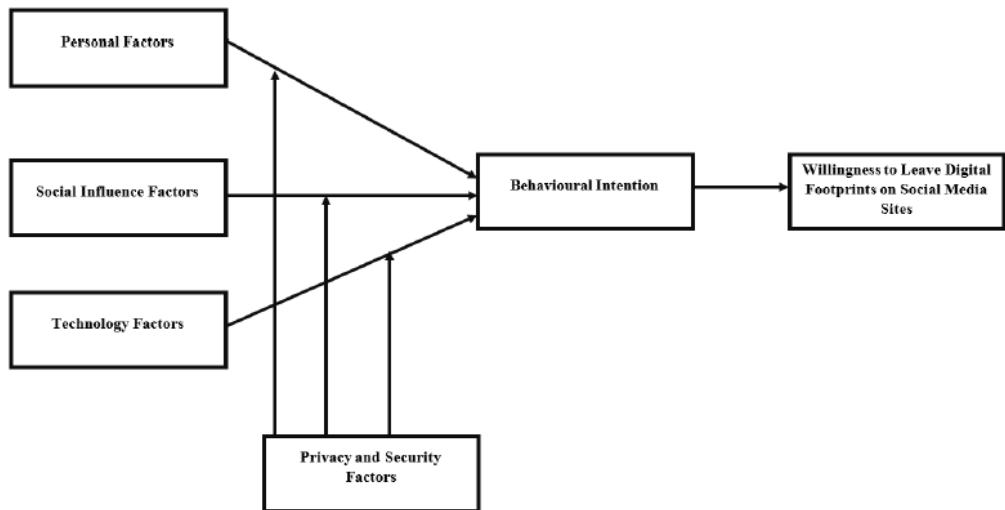 Personal Factors
Social Influence Factors
Technology Factors
Privacy and Security
Factors
Behavioural Intention
Willingness to Leave Digital
Footprints on Social Media
Sites